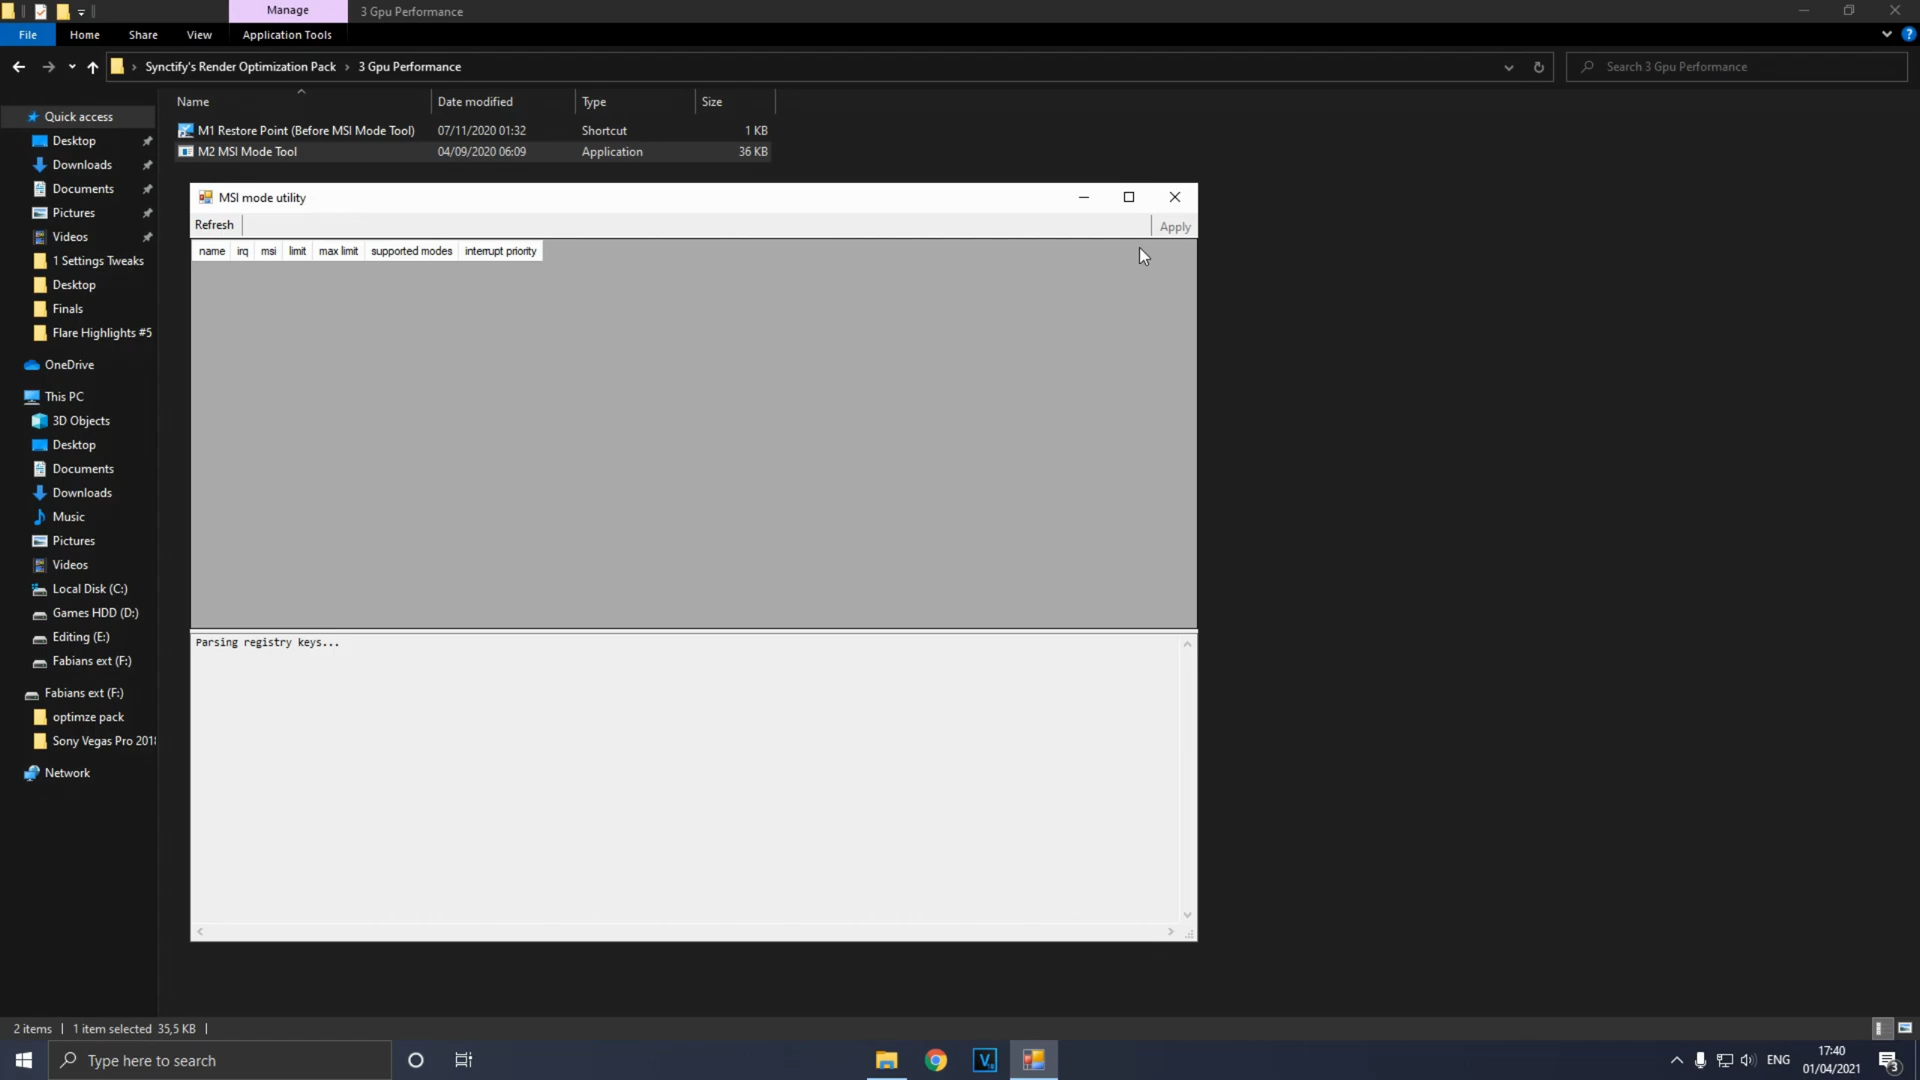 Manage
3 Gpu Performance
File
Home
Share
View
Application Tools
Synctify's Render Optimization Pack
3 Gpu Performance
Search 3 Gpu Performance
Name
Date modified
Type
Size
M1 Restore Point (Before MSI Mode Tool)
07/11/2020 01:32
Shortcut
1 KB
M2 MSI Mode Tool
04/09/2020 06:09
Application
36 KB
Quick access
Desktop
Downloads
Documents
Pictures
Videos
1 Settings Tweaks
Desktop
Finals
Flare Highlights #5
OneDrive
This PC
3D Objects
Desktop
Documents
Downloads
Music
Pictures
Videos
Local Disk (C:)
Games HDD (D:)
Editing (E:)
Fabians ext (F:)
Fabians ext (F:)
optimze pack
Sony Vegas Pro 2018
Network
MSI mode utility
Refresh
Apply
name
irq
msi
limit
max limit
supported modes
interrupt priority
Parsing registry keys...
2 items
1 item selected 35,5 KB
Type here to search
V
ENG
17:40
01/04/2021
3